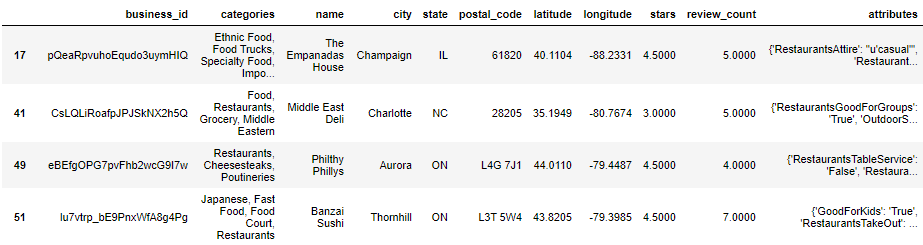 business_id categories name city state postal_code latitude longitude stars review_count attributes
17 pQeaRpvuhoEqudo3uymHIQ
Ethnic Food,
Food Trucks,
Specialty Food,
Impo...
The
Empanadas
House
Champaign IL 61820 40.1104 -88.2331 4.5000 5.0000
{'RestaurantsAttire': "u'casual'",
'Restaurant...
41 CsLQLiRoafpJPJSkNX2h5Q
Food,
Restaurants,
Grocery, Middle
Eastern
Middle East
Deli
Charlotte NC 28205 35.1949 -80.7674 3.0000 5.0000
{'RestaurantsGoodForGroups':
'True', 'OutdoorS...
49 eBEfgOPG7pvFhb2wcG9I7w
Restaurants,
Cheesesteaks,
Poutineries
Philthy
Phillys
Aurora ON L4G 7J1 44.0110 -79.4487 4.5000 4.0000
{'RestaurantsTableService':
'False', 'Restaura...
51 lu7vtrp_bE9PnxWfA8g4Pg
Japanese, Fast
Food, Food
Court,
Restaurants
Banzai
Sushi
Thornhill ON L3T 5W4 43.8205 -79.3985 4.5000 7.0000
{'GoodForKids': 'True',
'RestaurantsTakeOut': ...